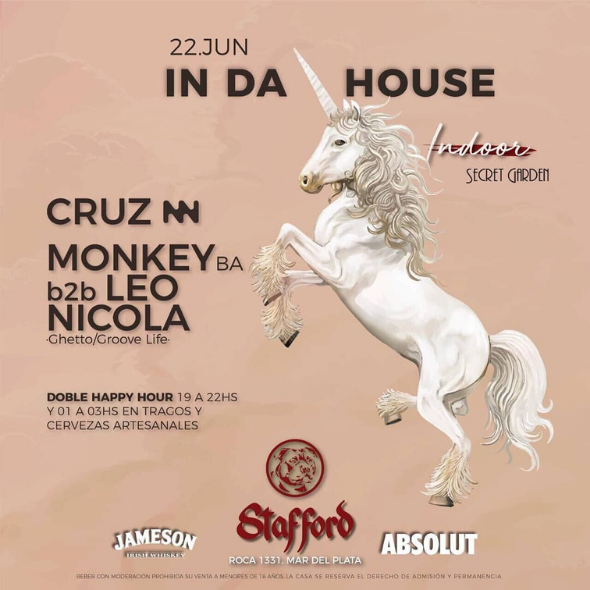 22.JUN
IN DA HOUSE
Indoor
SECRET GARDEN
CRUZ
MONKEY BA
b2b LEO
NICOLA
·Ghetto/Groove Life·
DOBLE HAPPY HOUR 19 A 22HS
Y 01 A 03HS EN TRAGOS Y
CERVEZAS ARTESANALES
Stafford
JAMESON
IRISH WHISKEY
ABSOLUT
ROCA 1331, MAR DEL PLATA
BEBER CON MODERACIÓN PROHIBIDA SU VENTA A MENORES DE 18 AÑOS, LA CASA SE RESERVA EL DERECHO DE ADMISIÓN Y PERMANENCIA